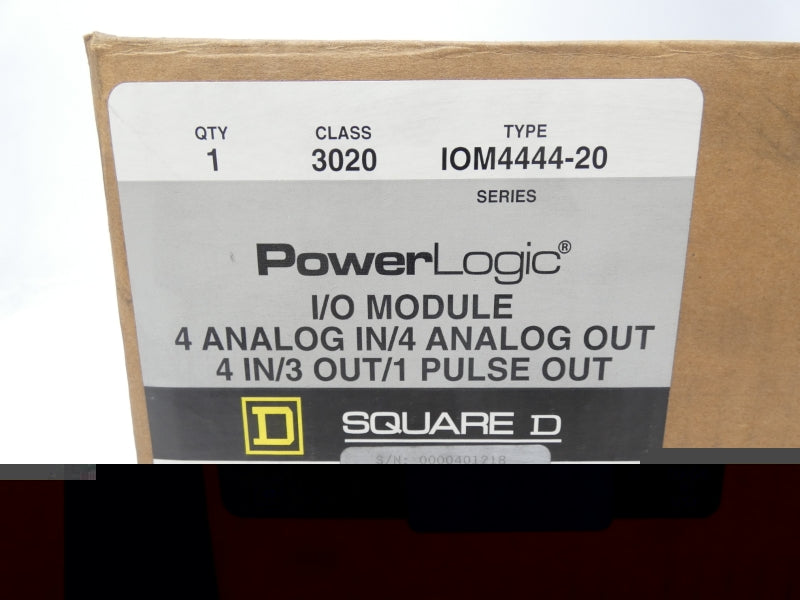 QTY CLASS TYPE
1 3020 IOM4444-20
SERIES
PowerLogic®
I/O MODULE
4 ANALOG IN/4 ANALOG OUT
4 IN/3 OUT/1 PULSE OUT
D SQUARE D
S/N: 0000401218